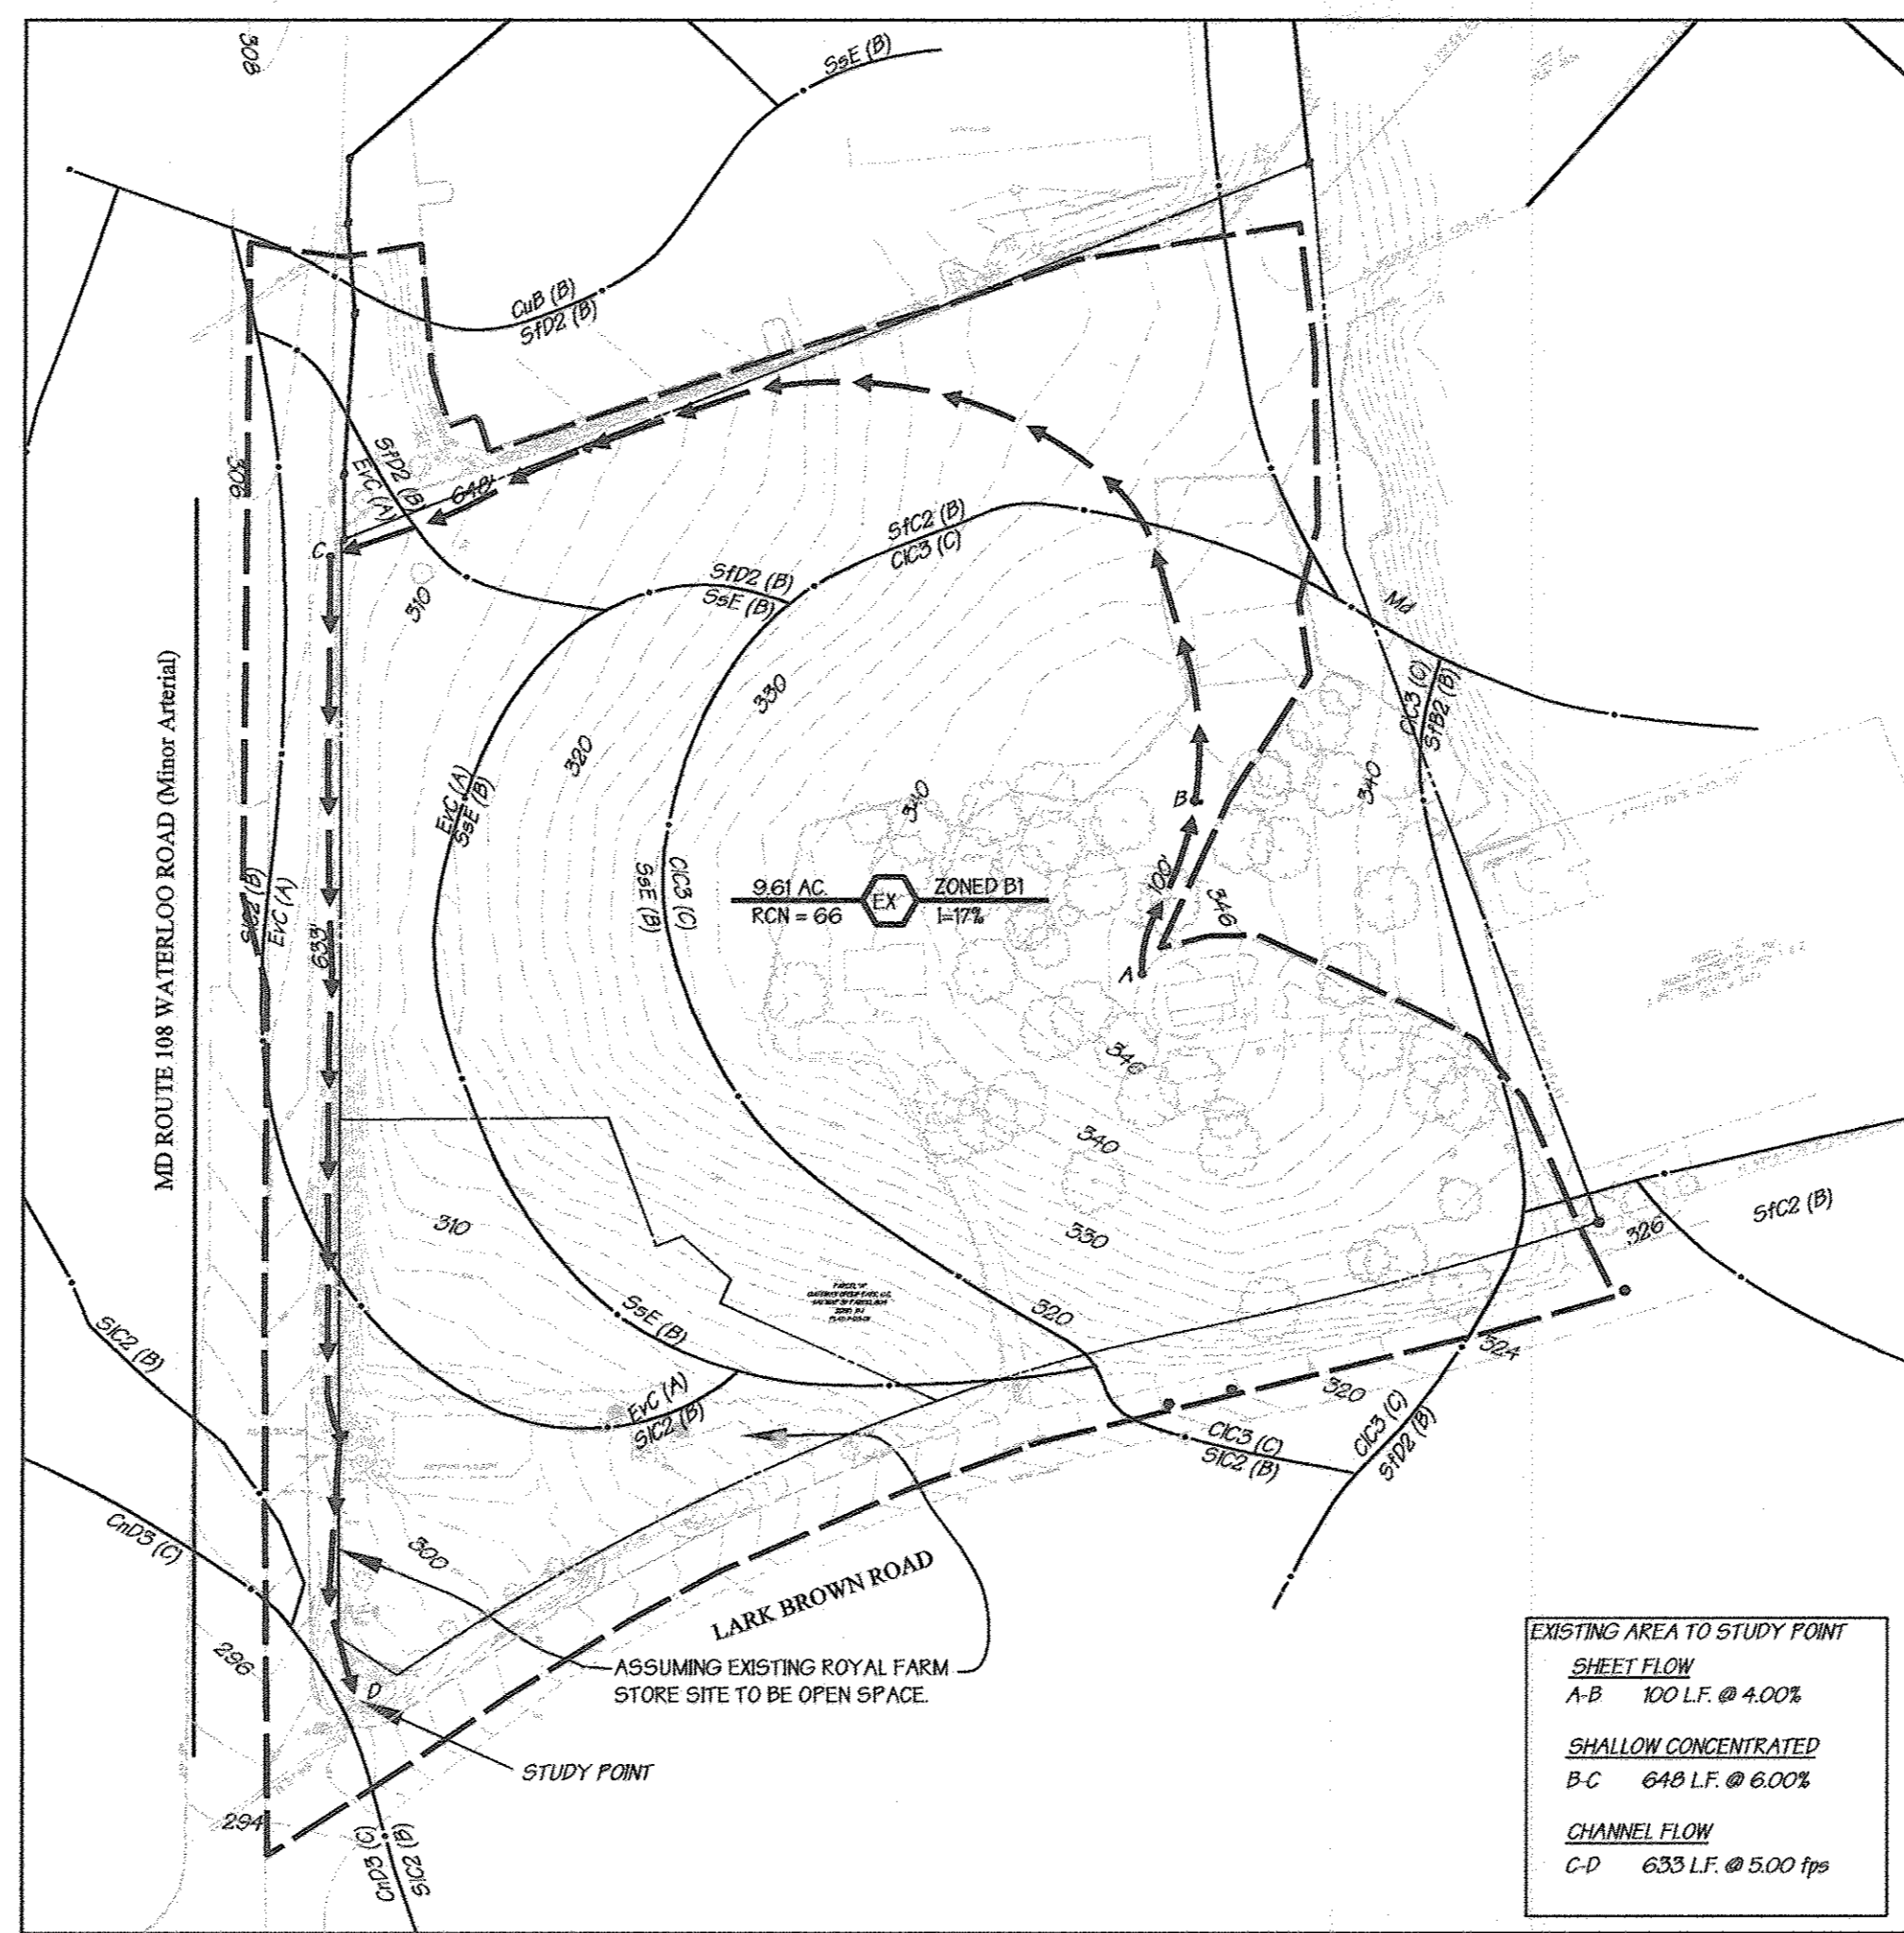 308
SsE (B)
CuB (B)
SfD2 (B)
306
SfD2 (B)
EvC (A)
648'
C
310
SfC2 (B)
ClC3 (C)
SfD2 (B)
SsE (B)
Md
ClC3 (C)
SfB2 (B)
330
320
340
340
EvC (A)
SsE (B)
B
100'
ClC3 (C)
SsE (B)
9.61 AC.
RCN = 66
EX
ZONED B1
I=17%
346
A
SlC2 (B)
EvC (A)
633'
MD ROUTE 108 WATERLOO ROAD (Minor Arterial)
340
340
330
310
326
SfC2 (B)
SlC2 (B)
SsE (B)
320
324
320
EvC (A)
SlC2 (B)
ClC3 (C)
SlC2 (B)
ClC3 (C)
SfD2 (B)
CnD3 (C)
300
LARK BROWN ROAD
ASSUMING EXISTING ROYAL FARM
STORE SITE TO BE OPEN SPACE.
296
D
STUDY POINT
294
CnD3 (C)
SlC2 (B)
EXISTING AREA TO STUDY POINT
SHEET FLOW
A-B 100 L.F. @ 4.00%
SHALLOW CONCENTRATED
B-C 648 L.F. @ 6.00%
CHANNEL FLOW
C-D 633 L.F. @ 5.00 fps